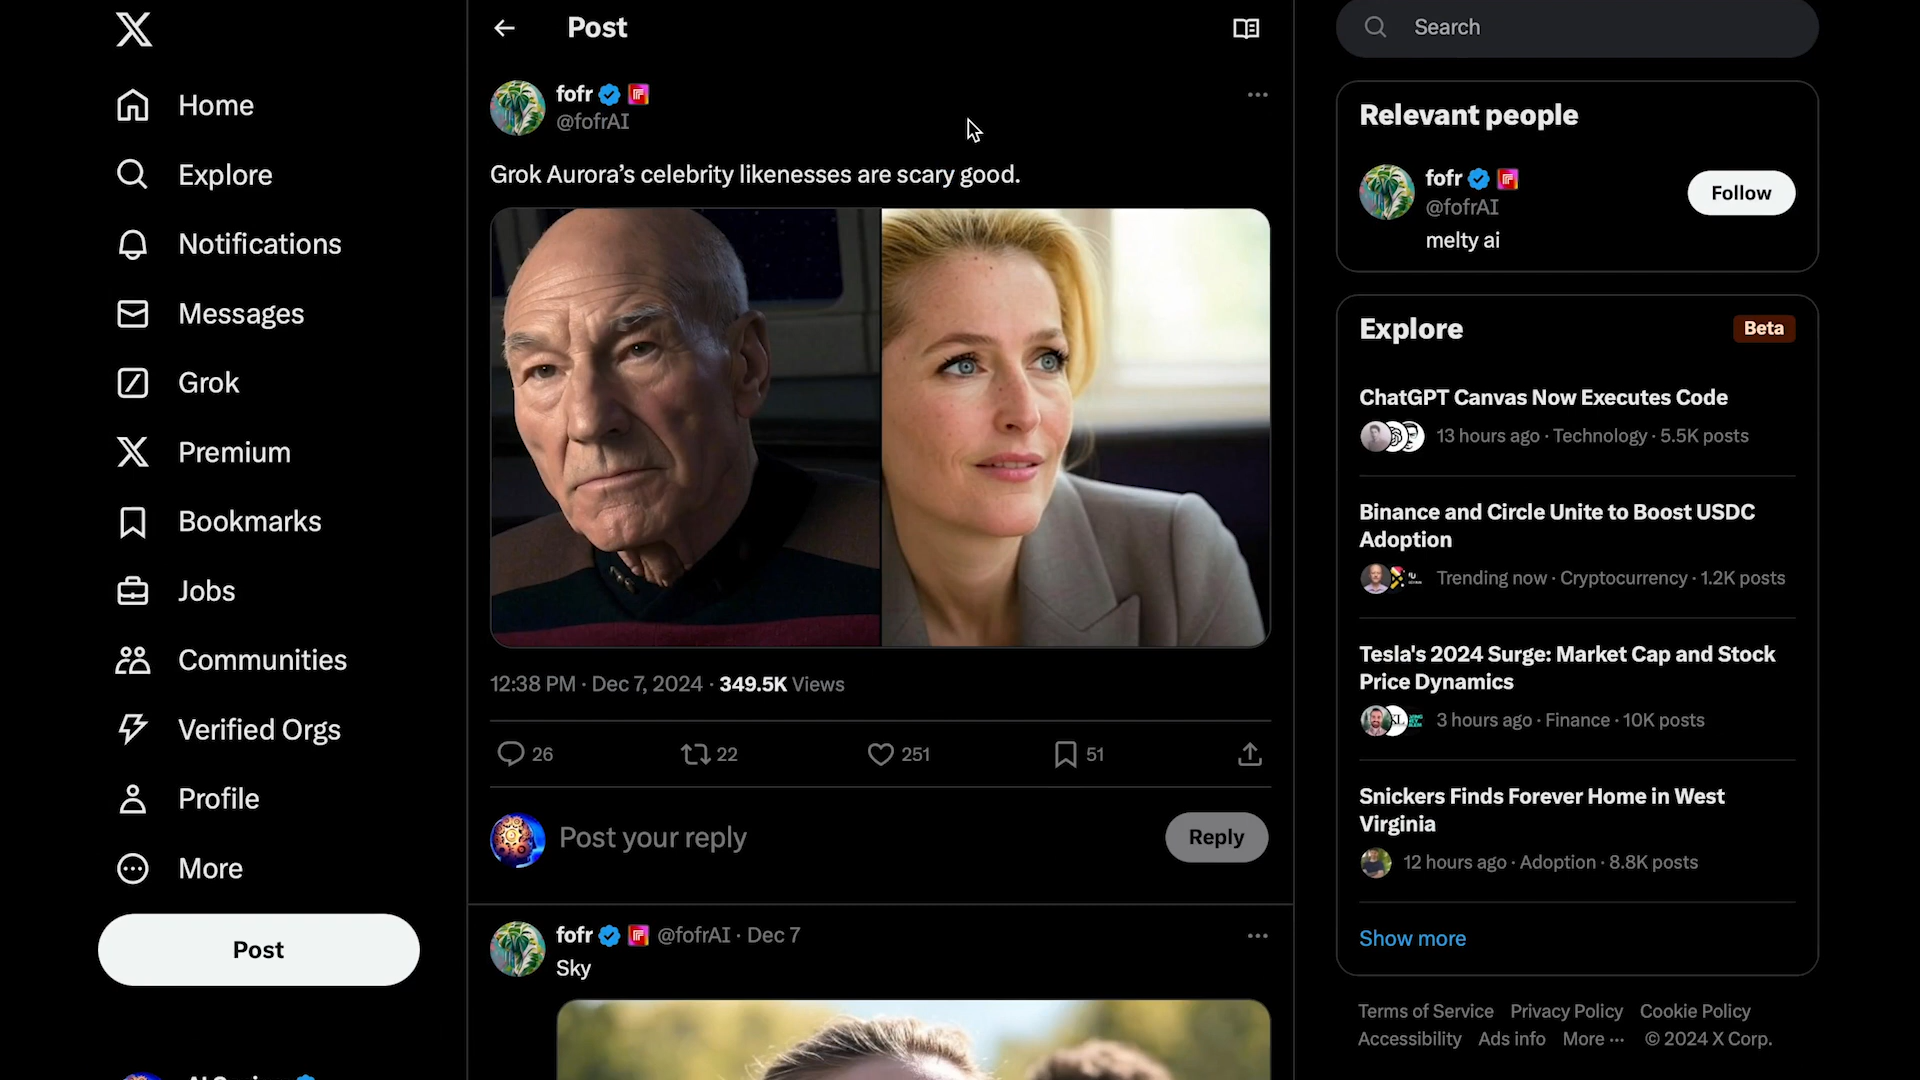 Home
Explore
Notifications
Messages
Grok
Premium
Bookmarks
Jobs
Communities
Verified Orgs
Profile
More
Post
Post
fofr
@fofrAI
Grok Aurora’s celebrity likenesses are scary good.
12:38 PM · Dec 7, 2024 · 349.5K Views
26 22 251 51
Post your reply
Reply
fofr @fofrAI · Dec 7
Sky
Search
Relevant people
fofr
@fofrAI
Follow
melty ai
Explore
Beta
ChatGPT Canvas Now Executes Code
13 hours ago · Technology · 5.5K posts
Binance and Circle Unite to Boost USDC
Adoption
Trending now · Cryptocurrency · 1.2K posts
Tesla's 2024 Surge: Market Cap and Stock
Price Dynamics
3 hours ago · Finance · 10K posts
Snickers Finds Forever Home in West
Virginia
12 hours ago · Adoption · 8.8K posts
Show more
Terms of Service Privacy Policy Cookie Policy
Accessibility Ads info More ··· © 2024 X Corp.